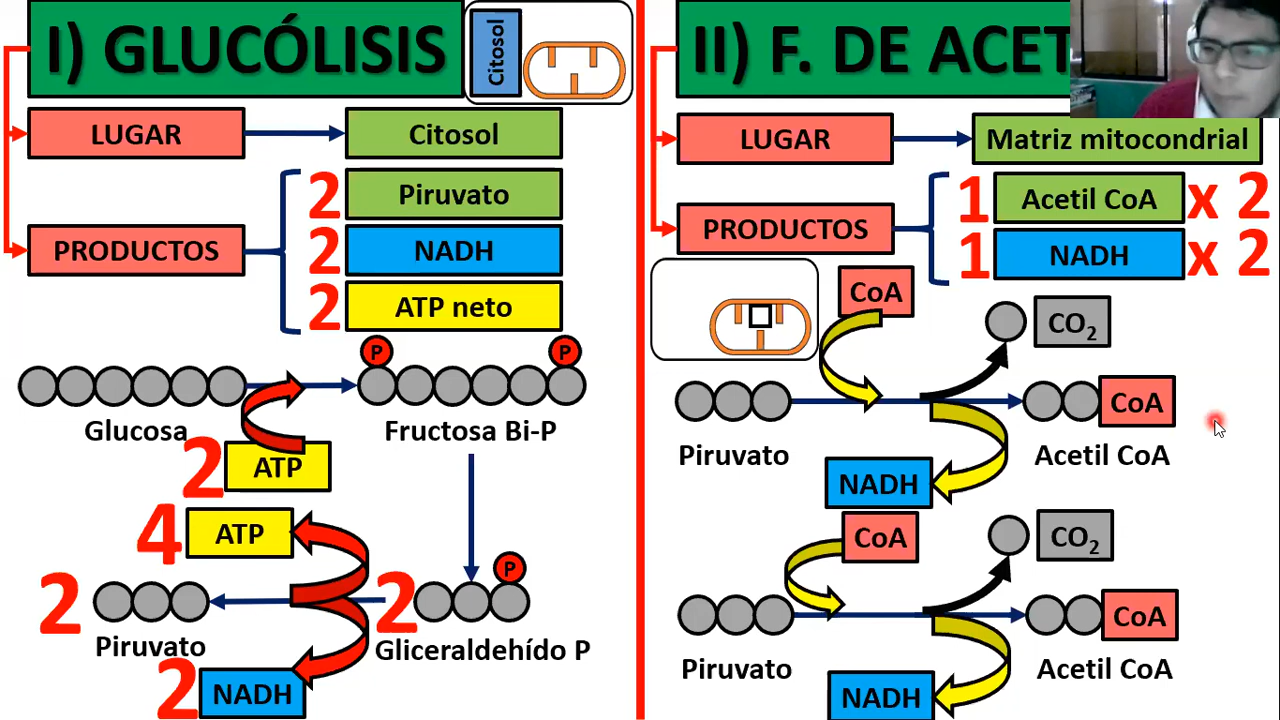 I) GLUCÓLISIS
Citosol
LUGAR
Citosol
PRODUCTOS
2 Piruvato
2 NADH
2 ATP neto
P
P
Glucosa
Fructosa Bi-P
2 ATP
4 ATP
P
2
2
Piruvato
Gliceraldehído P
2 NADH
II) F. DE ACET
LUGAR
Matriz mitocondrial
PRODUCTOS
1 Acetil CoA x 2
1 NADH x 2
CoA
CO2
CoA
Piruvato
Acetil CoA
NADH
CoA
CO2
CoA
Piruvato
Acetil CoA
NADH